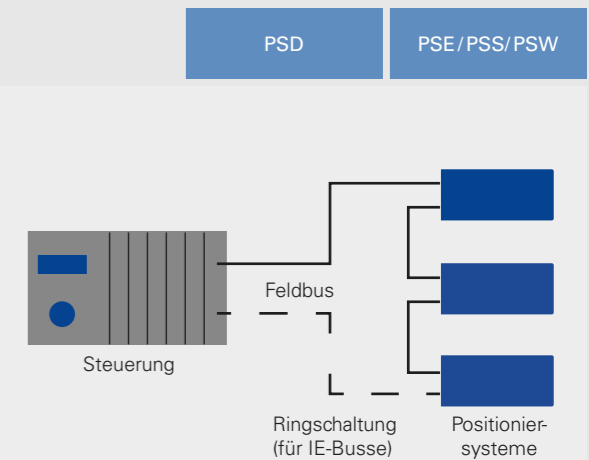 PSD
PSE/PSS/PSW
Feldbus
Steuerung
Ringschaltung
(für IE-Busse)
Positionier-
systeme